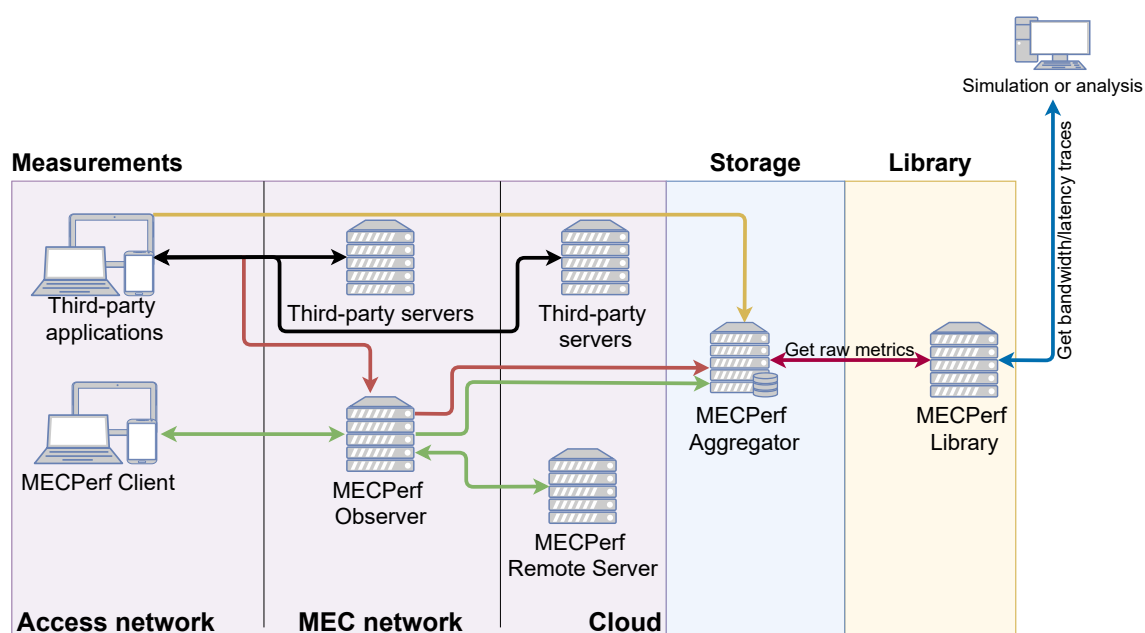 Simulation or analysis
Measurements
Storage
Library
Get bandwidth/latency traces
Third-party
applications
Third-party servers
Third-party
servers
Get raw metrics
MECPerf
Aggregator
MECPerf
Library
MECPerf Client
MECPerf
Observer
MECPerf
Remote Server
Access network
MEC network
Cloud